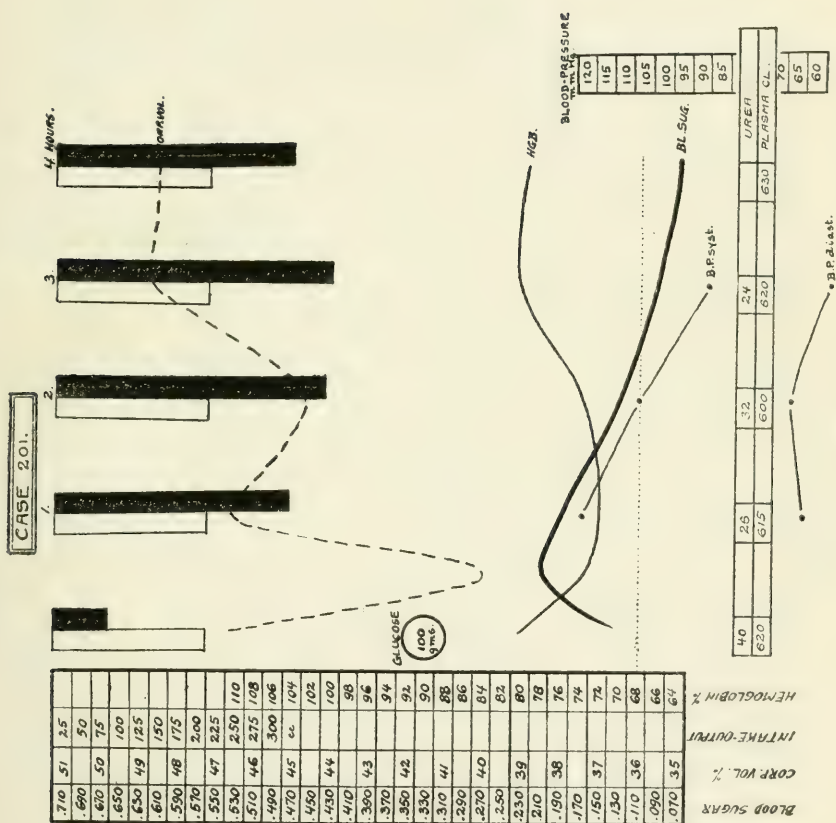 CASE 201.
1. 2. 3. 4 HOURS.
CORP.VOL.
.710 51 25
.690 50
.670 50 75
.650 100
.630 49 125
.610 150
.590 48 175
.570 200
.550 47 225
.530 250 110
.510 46 275 108
.490 300 106
.470 45 cc 104
.450 102
.430 44 100
.410 98
.390 43 96
.370 94
.350 42 92
.330 90
.310 41 88
.290 86
.270 40 84
.250 82
.230 39 80
.210 78
.190 38 76
.170 74
.150 37 72
.130 70
.110 36 68
.090 66
.070 35 64
BLOOD SUGAR
CORP. VOL. %
INTAKE-OUTPUT
HEMOGLOBIN %
GLUCOSE
100
gms.
HGB.
BL. SUG.
B.P. syst.
B.P. diast.
BLOOD-PRESSURE
mm Hg.
120
115
110
105
100
95
90
85
40 28 32 24 UREA
620 615 600 620 630 PLASMA CL.
70
65
60